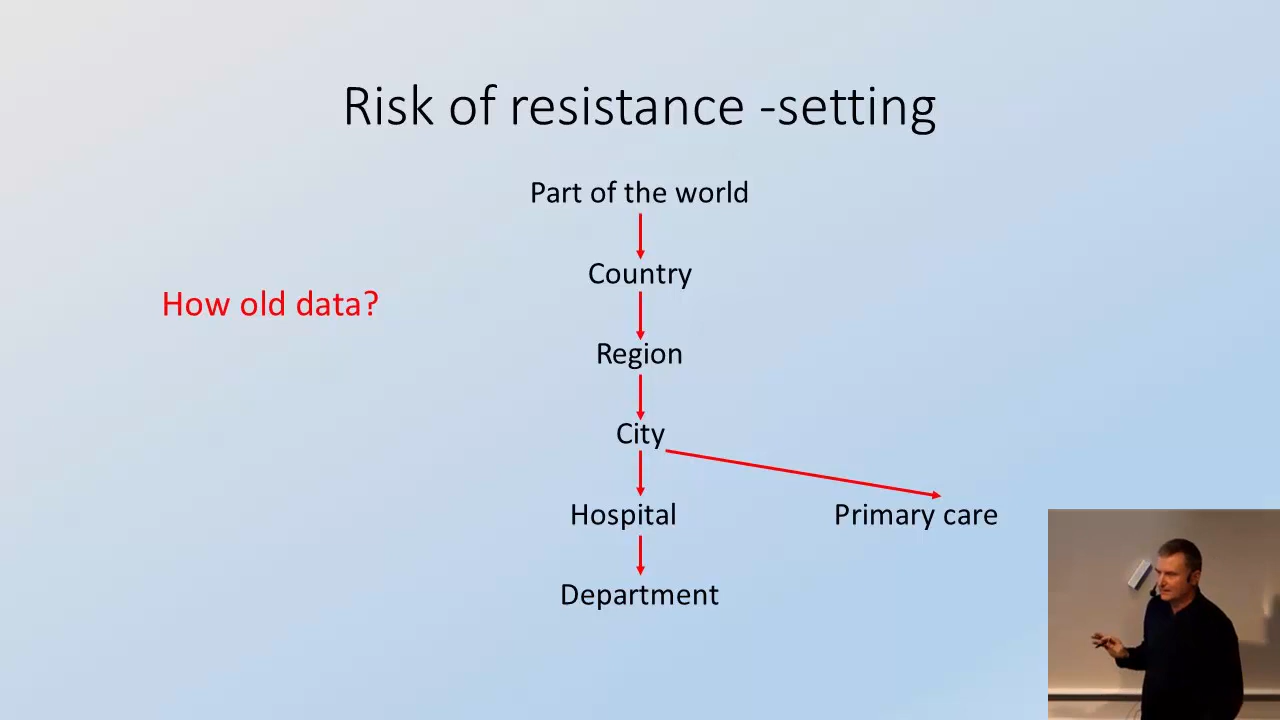 Risk of resistance -setting
Part of the world
Country
How old data?
Region
City
Hospital
Primary care
Department